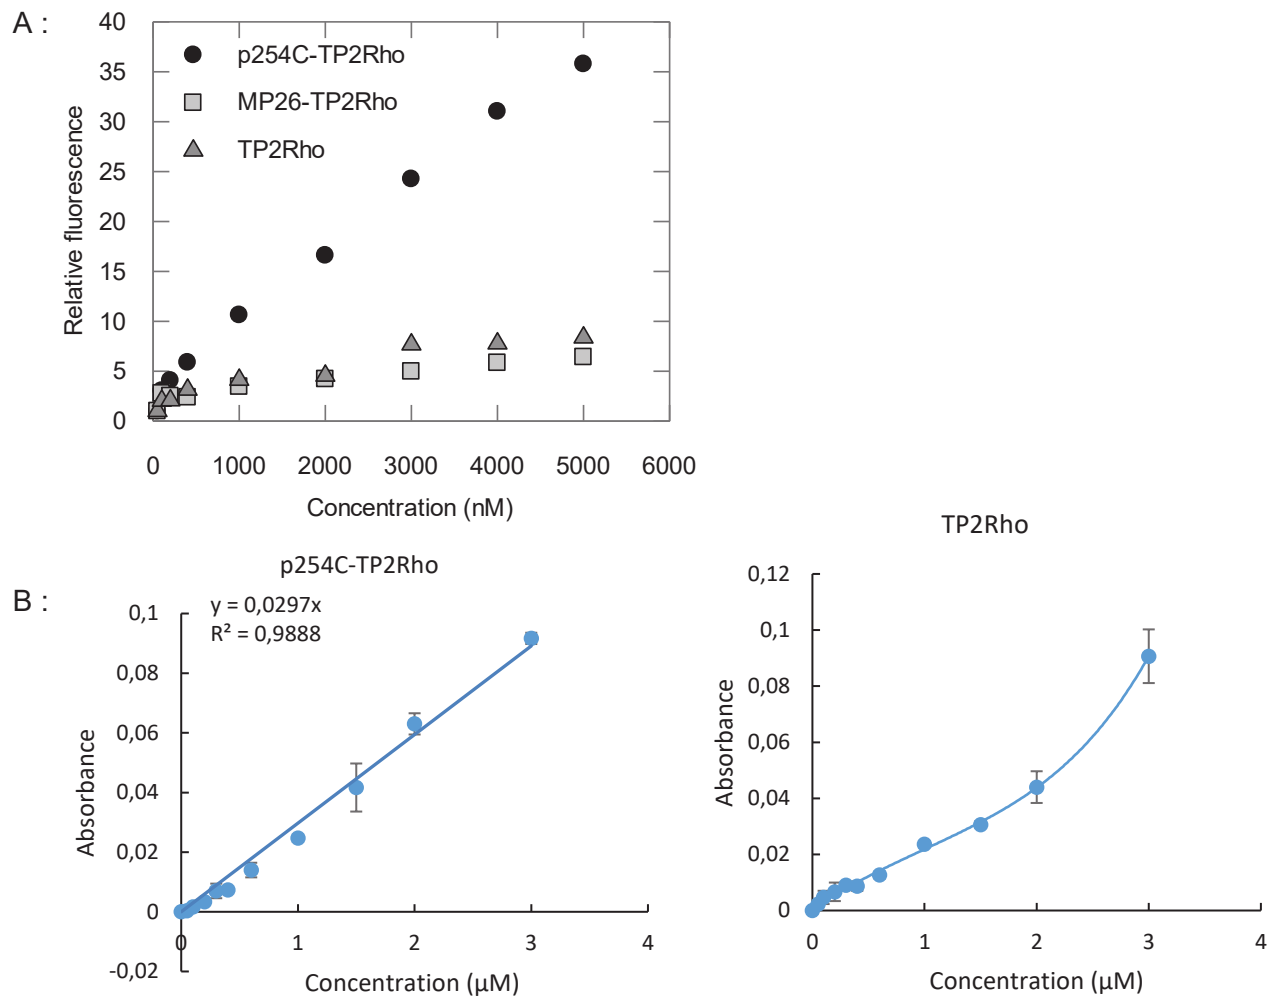 A :
40
35
30
25
20
15
10
5
0
Relative fluorescence
p254C-TP2Rho
MP26-TP2Rho
TP2Rho
0 1000 2000 3000 4000 5000 6000
Concentration (nM)
B :
p254C-TP2Rho
y = 0,0297x
R² = 0,9888
0,1
0,08
0,06
0,04
0,02
0
-0,02
Absorbance
0 1 2 3 4
Concentration (μM)
TP2Rho
0,12
0,1
0,08
0,06
0,04
0,02
0
Absorbance
0 1 2 3 4
Concentration (μM)